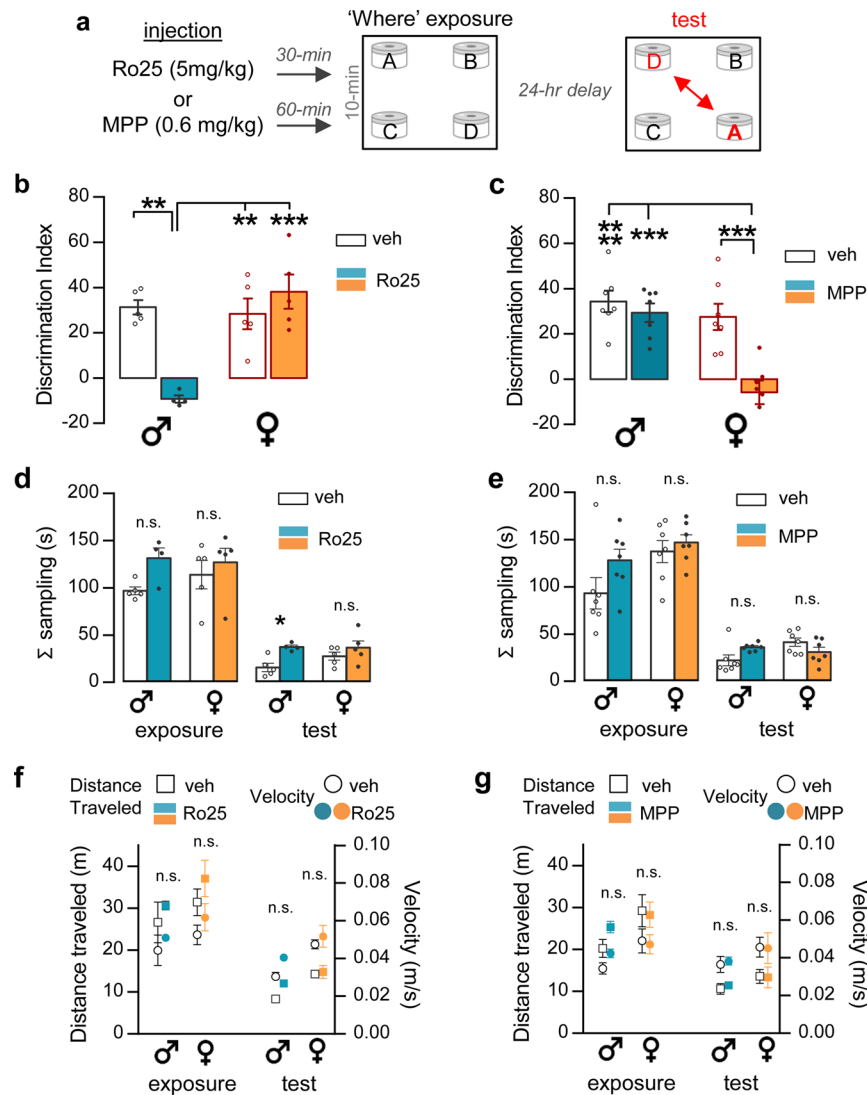 a
injection
Ro25 (5mg/kg)
or
MPP (0.6 mg/kg)
30-min
60-min
'Where' exposure
10-min
A B
C D
24-hr delay
test
D B
C A
b
Discrimination Index
80
60
40
20
0
-20
**
** ***
veh
Ro25
♂ ♀
c
Discrimination Index
80
60
40
20
0
-20
**
**
***
***
veh
MPP
♂ ♀
d
Σ sampling (s)
200
150
100
50
0
n.s. n.s.
*
n.s.
veh
Ro25
♂ ♀ ♂ ♀
exposure test
e
Σ sampling (s)
200
150
100
50
0
n.s. n.s.
n.s. n.s.
veh
MPP
♂ ♀ ♂ ♀
exposure test
f
Distance
Traveled
veh
Ro25
Velocity
veh
Ro25
Distance traveled (m)
40
30
20
10
0
n.s. n.s.
n.s. n.s.
0.10
0.08
0.06
0.04
0.02
0.00
Velocity (m/s)
♂ ♀ ♂ ♀
exposure test
g
Distance
Traveled
veh
MPP
Velocity
veh
MPP
Distance traveled (m)
40
30
20
10
0
n.s. n.s.
n.s. n.s.
0.10
0.08
0.06
0.04
0.02
0.00
Velocity (m/s)
♂ ♀ ♂ ♀
exposure test